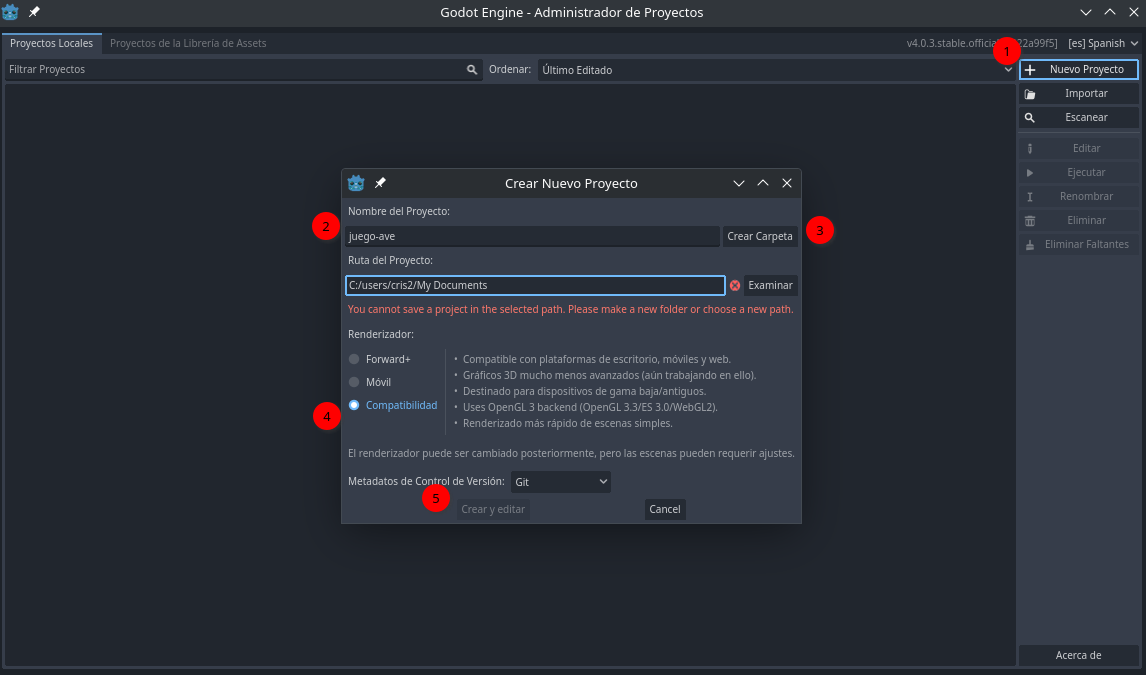 Godot Engine - Administrador de Proyectos
Proyectos Locales
Proyectos de la Librería de Assets
v4.0.3.stable.official 22a99f5]
[es] Spanish
1
Filtrar Proyectos
Ordenar:
Último Editado
Nuevo Proyecto
Importar
Escanear
Editar
Ejecutar
Renombrar
Eliminar
Eliminar Faltantes
Crear Nuevo Proyecto
Nombre del Proyecto:
2
juego-ave
Crear Carpeta
3
Ruta del Proyecto:
C:/users/cris2/My Documents
Examinar
You cannot save a project in the selected path. Please make a new folder or choose a new path.
Renderizador:
Forward+
Móvil
Compatibilidad
4
• Compatible con plataformas de escritorio, móviles y web.
• Gráficos 3D mucho menos avanzados (aún trabajando en ello).
• Destinado para dispositivos de gama baja/antiguos.
• Uses OpenGL 3 backend (OpenGL 3.3/ES 3.0/WebGL2).
• Renderizado más rápido de escenas simples.
El renderizador puede ser cambiado posteriormente, pero las escenas pueden requerir ajustes.
Metadatos de Control de Versión:
Git
5
Crear y editar
Cancel
Acerca de